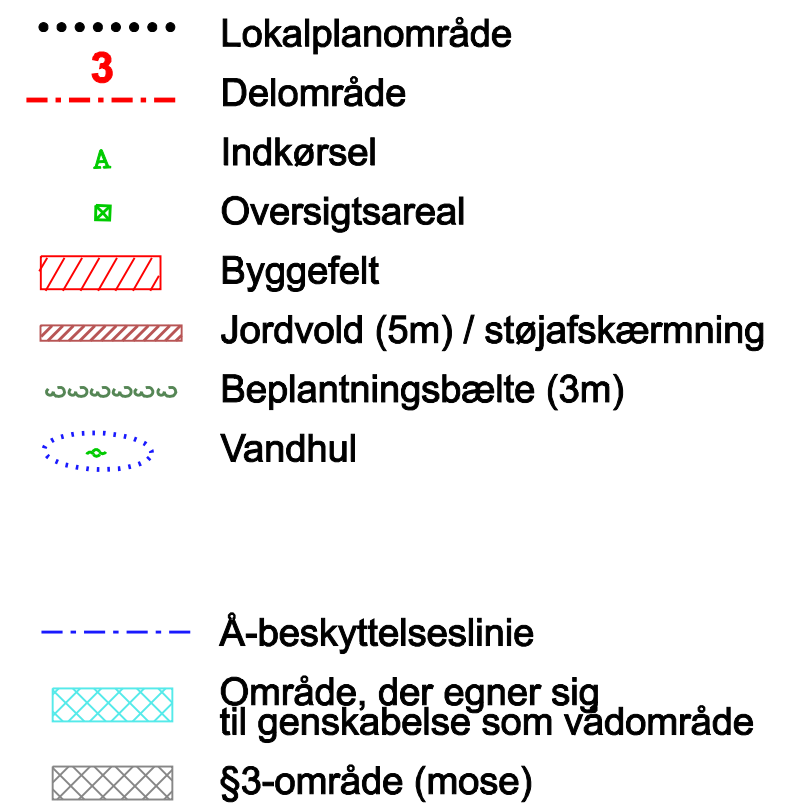 Lokalplanområde
3
Delområde
A
Indkørsel
Oversigtsareal
Byggefelt
Jordvold (5m) / støjafskærmning
Beplantningsbælte (3m)
Vandhul
Å-beskyttelseslinie
Område, der egner sig
til genskabelse som vådområde
§3-område (mose)